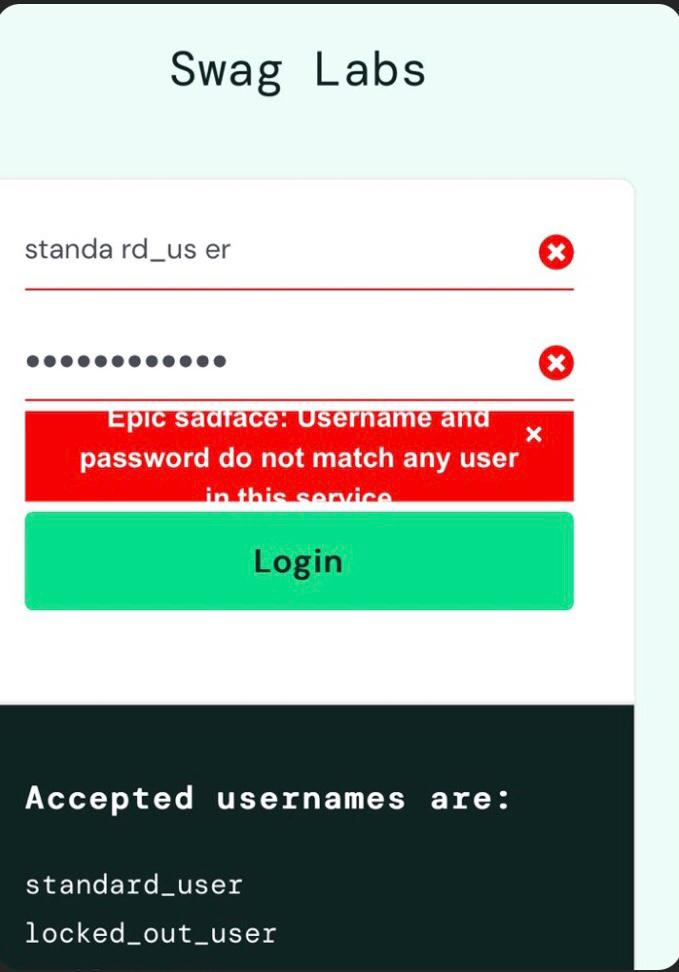 Swag Labs
standa rd_us er
••••••••••••
Epic sadface: Username and
password do not match any user
in this service
Login
Accepted usernames are:
standard_user
locked_out_user